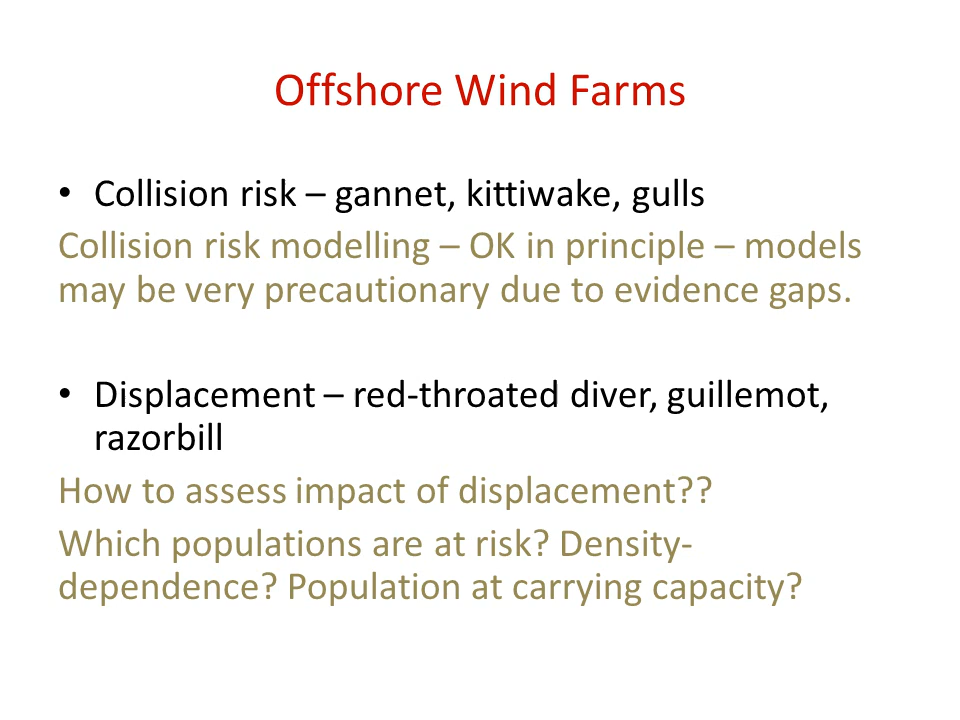 Offshore Wind Farms
• Collision risk – gannet, kittiwake, gulls
Collision risk modelling – OK in principle – models
may be very precautionary due to evidence gaps.
• Displacement – red-throated diver, guillemot,
razorbill
How to assess impact of displacement??
Which populations are at risk? Density-
dependence? Population at carrying capacity?